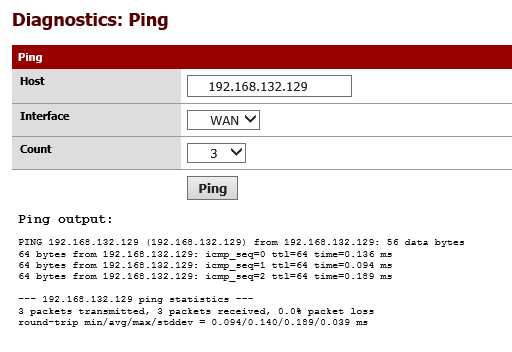 Diagnostics: Ping
Ping
Host 192.168.132.129
Interface WAN
Count 3
Ping
Ping output:
PING 192.168.132.129 (192.168.132.129) from 192.168.132.129: 56 data bytes
64 bytes from 192.168.132.129: icmp_seq=0 ttl=64 time=0.136 ms
64 bytes from 192.168.132.129: icmp_seq=1 ttl=64 time=0.094 ms
64 bytes from 192.168.132.129: icmp_seq=2 ttl=64 time=0.189 ms
--- 192.168.132.129 ping statistics ---
3 packets transmitted, 3 packets received, 0.0% packet loss
round-trip min/avg/max/stddev = 0.094/0.140/0.189/0.039 ms